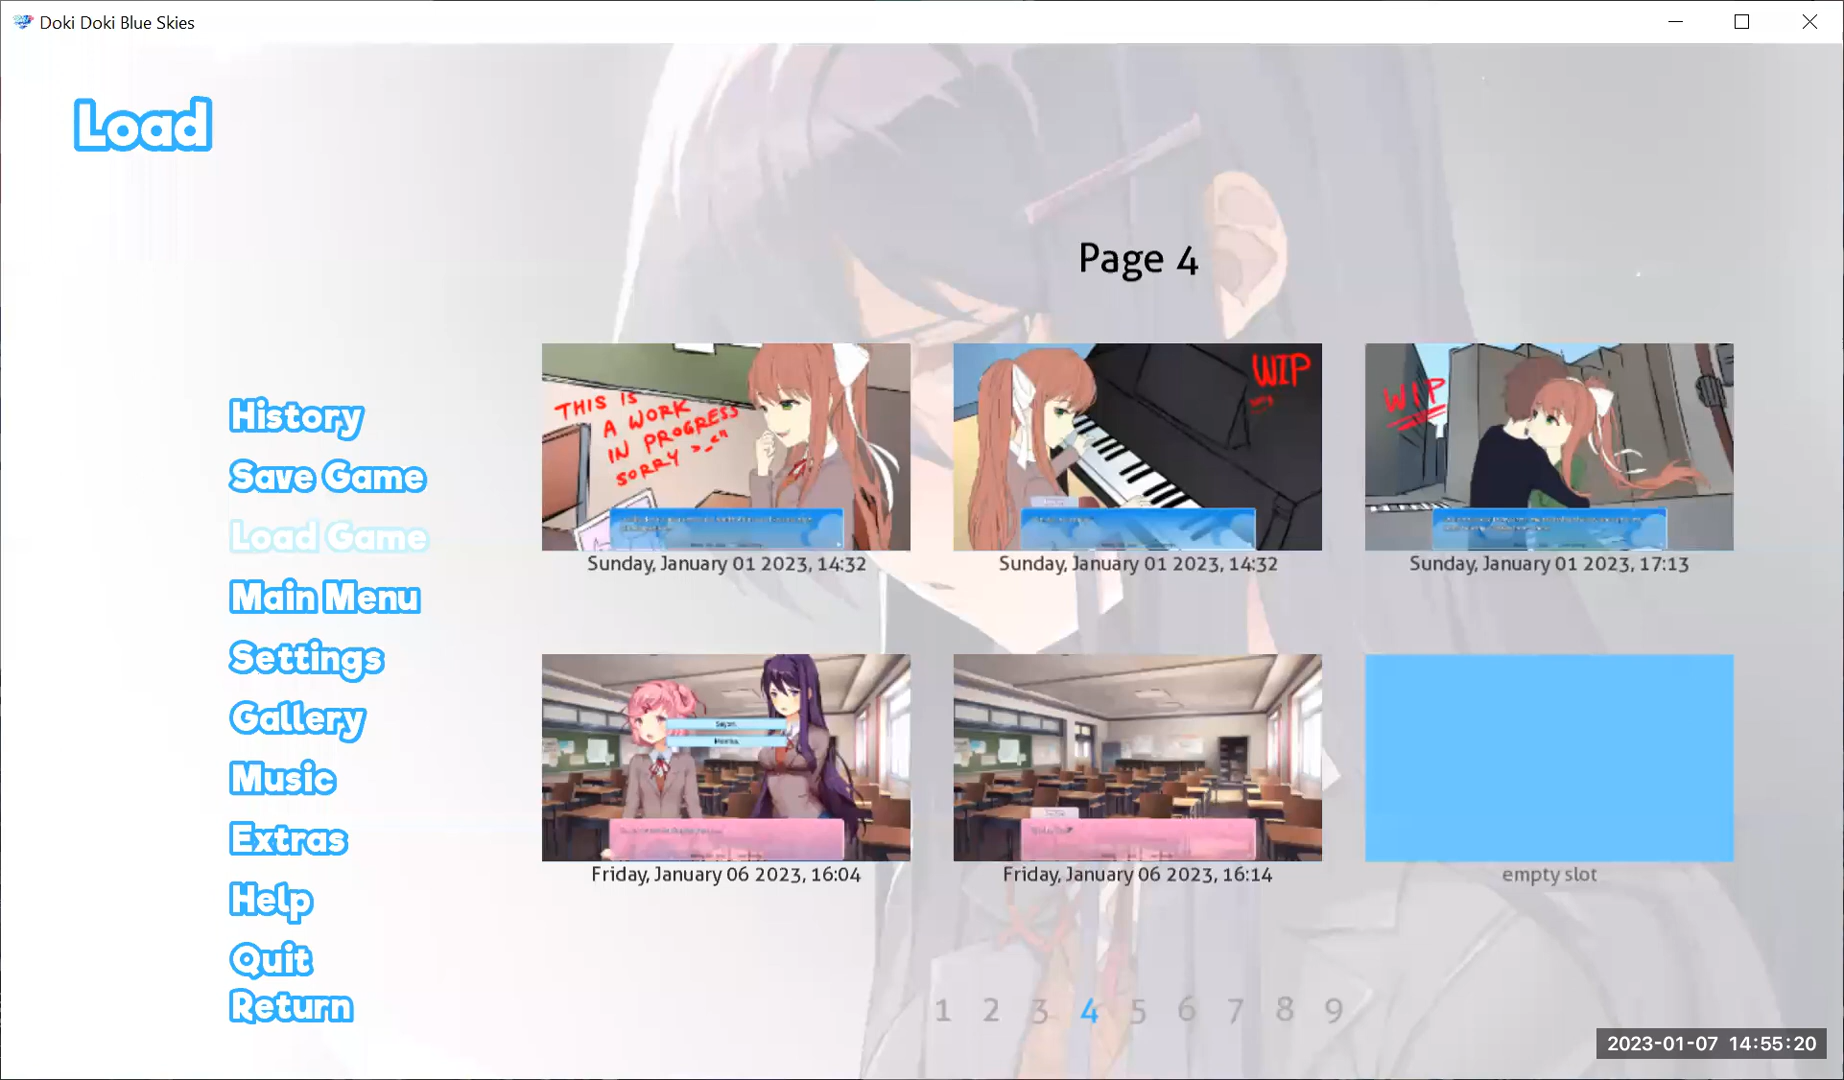 Doki Doki Blue Skies
Load
Page 4
THIS IS
A WORK
IN PROGRESS
SORRY >_<"
WIP
WIP
Sunday, January 01 2023, 14:32
Sunday, January 01 2023, 14:32
Sunday, January 01 2023, 17:13
History
Save Game
Load Game
Main Menu
Settings
Gallery
Music
Extras
Help
Quit
Return
Sayori.
Monika.
Friday, January 06 2023, 16:04
Friday, January 06 2023, 16:14
empty slot
1 2 3 4 5 6 7 8 9
2023-01-07 14:55:20